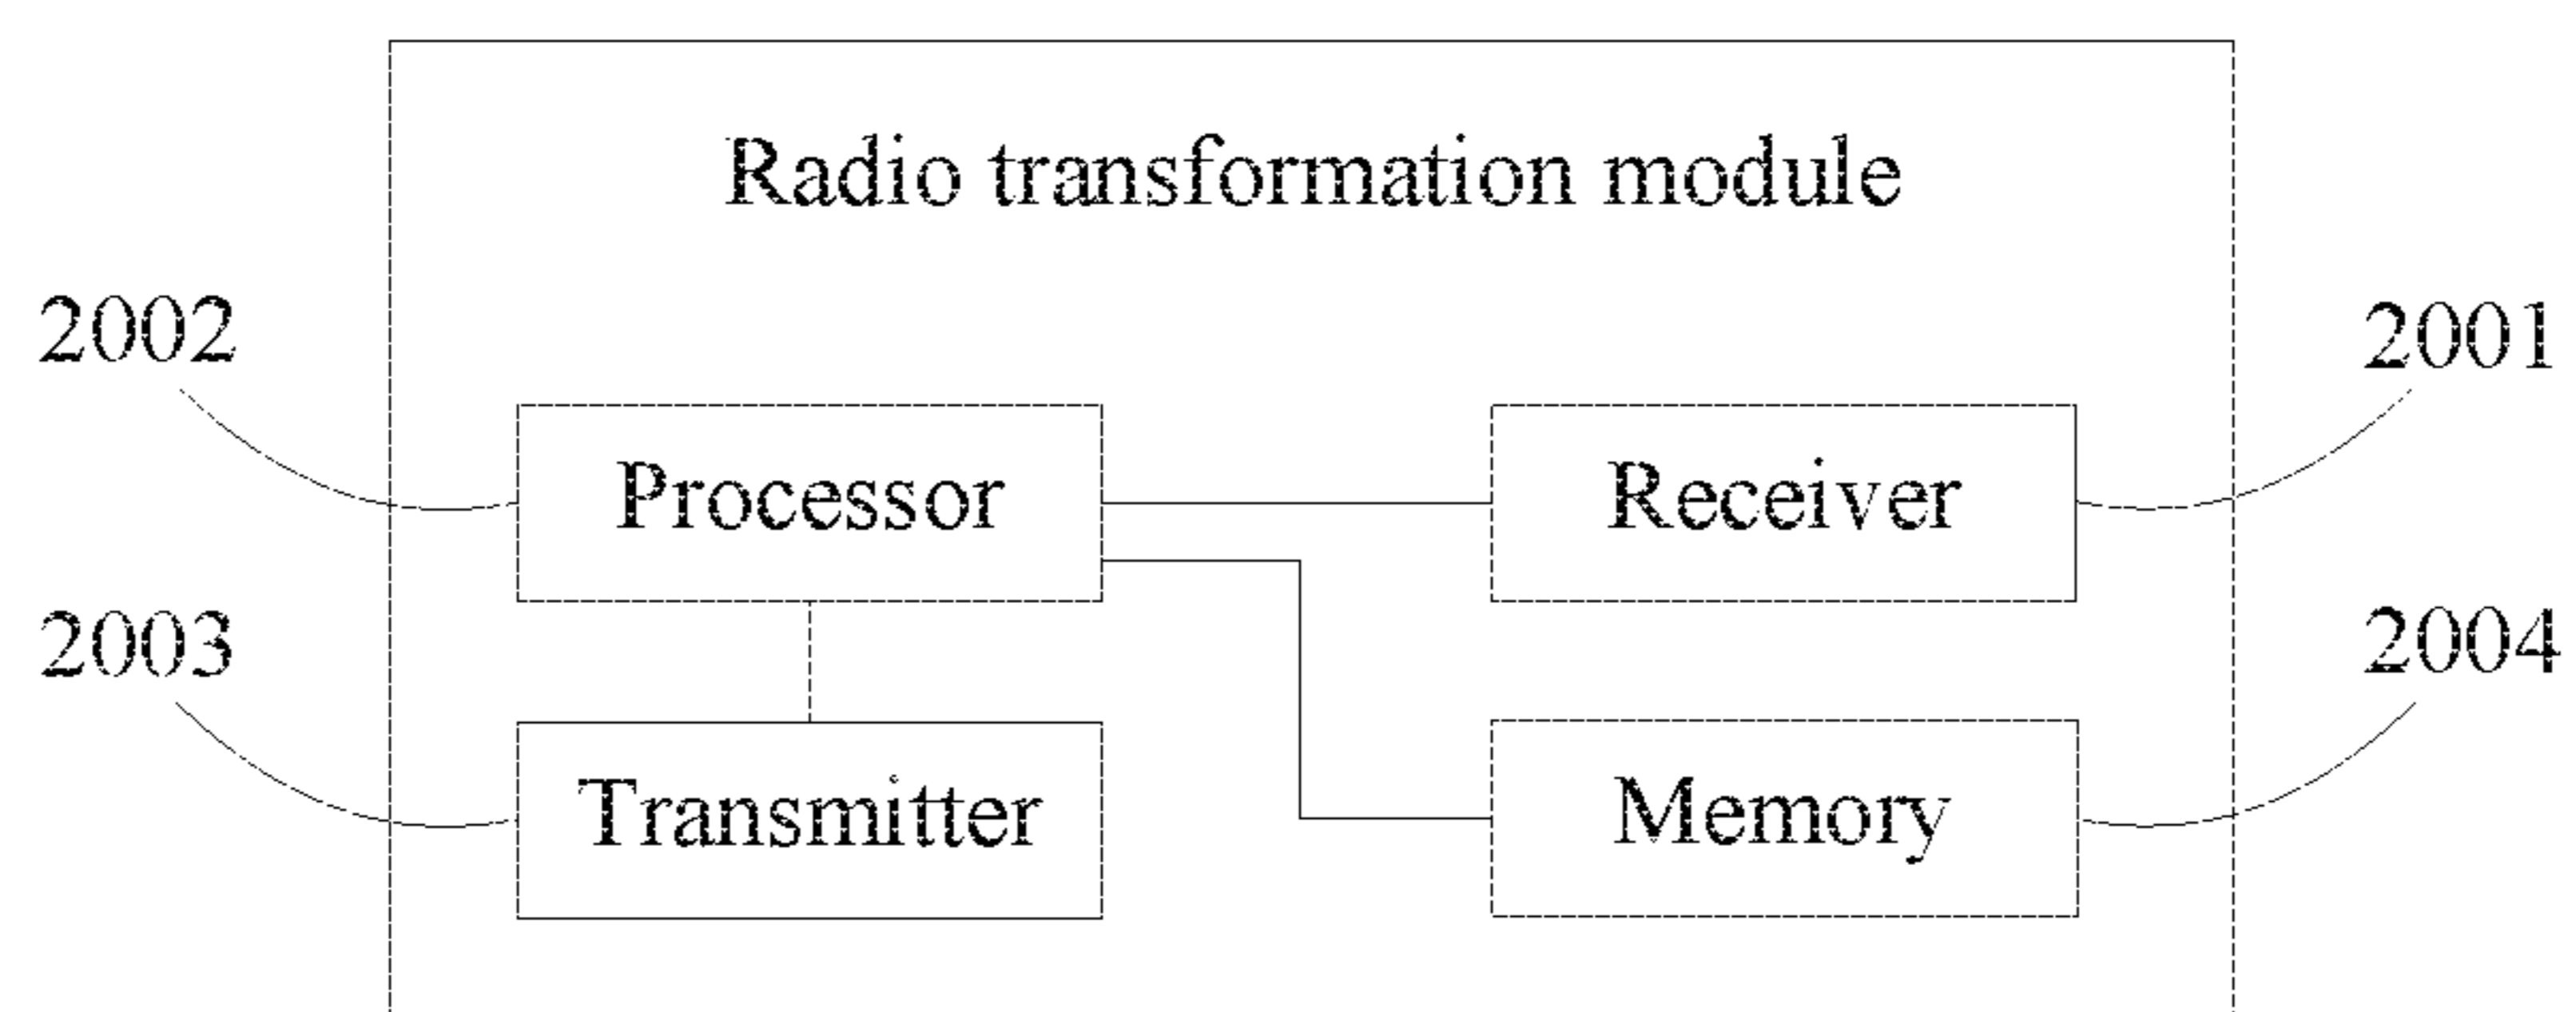 Radio transformation module
2002
2001
Processor
Receiver
2003
2004
Transmitter
Memory